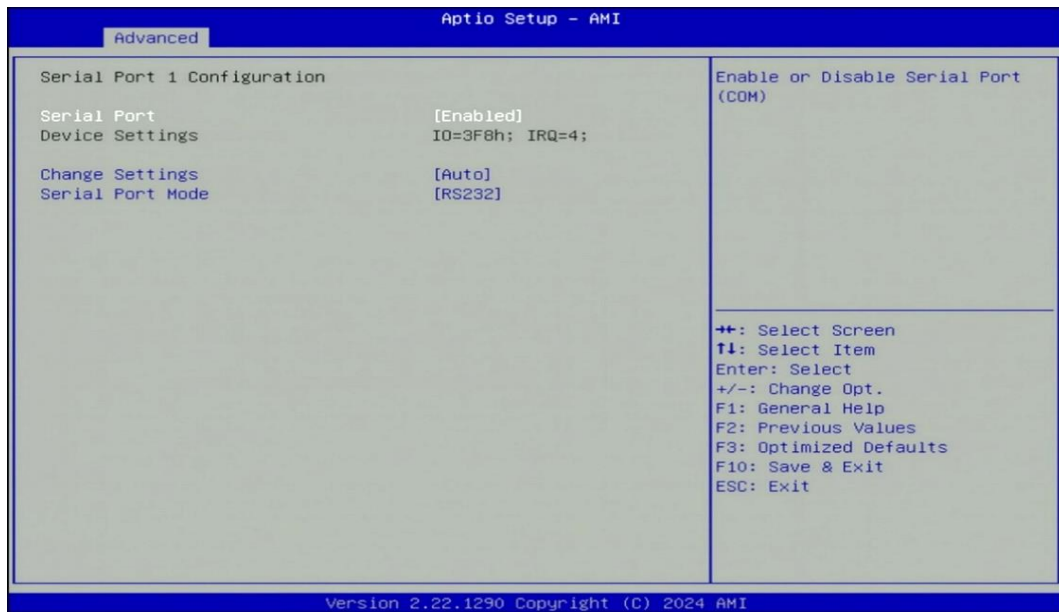 Aptio Setup - AMI
Advanced
Serial Port 1 Configuration
Serial Port [Enabled]
Device Settings IO=3F8h; IRQ=4;
Change Settings [Auto]
Serial Port Mode [RS232]
Enable or Disable Serial Port
(COM)
→←: Select Screen
↑↓: Select Item
Enter: Select
+/-: Change Opt.
F1: General Help
F2: Previous Values
F3: Optimized Defaults
F10: Save & Exit
ESC: Exit
Version 2.22.1290 Copyright (C) 2024 AMI